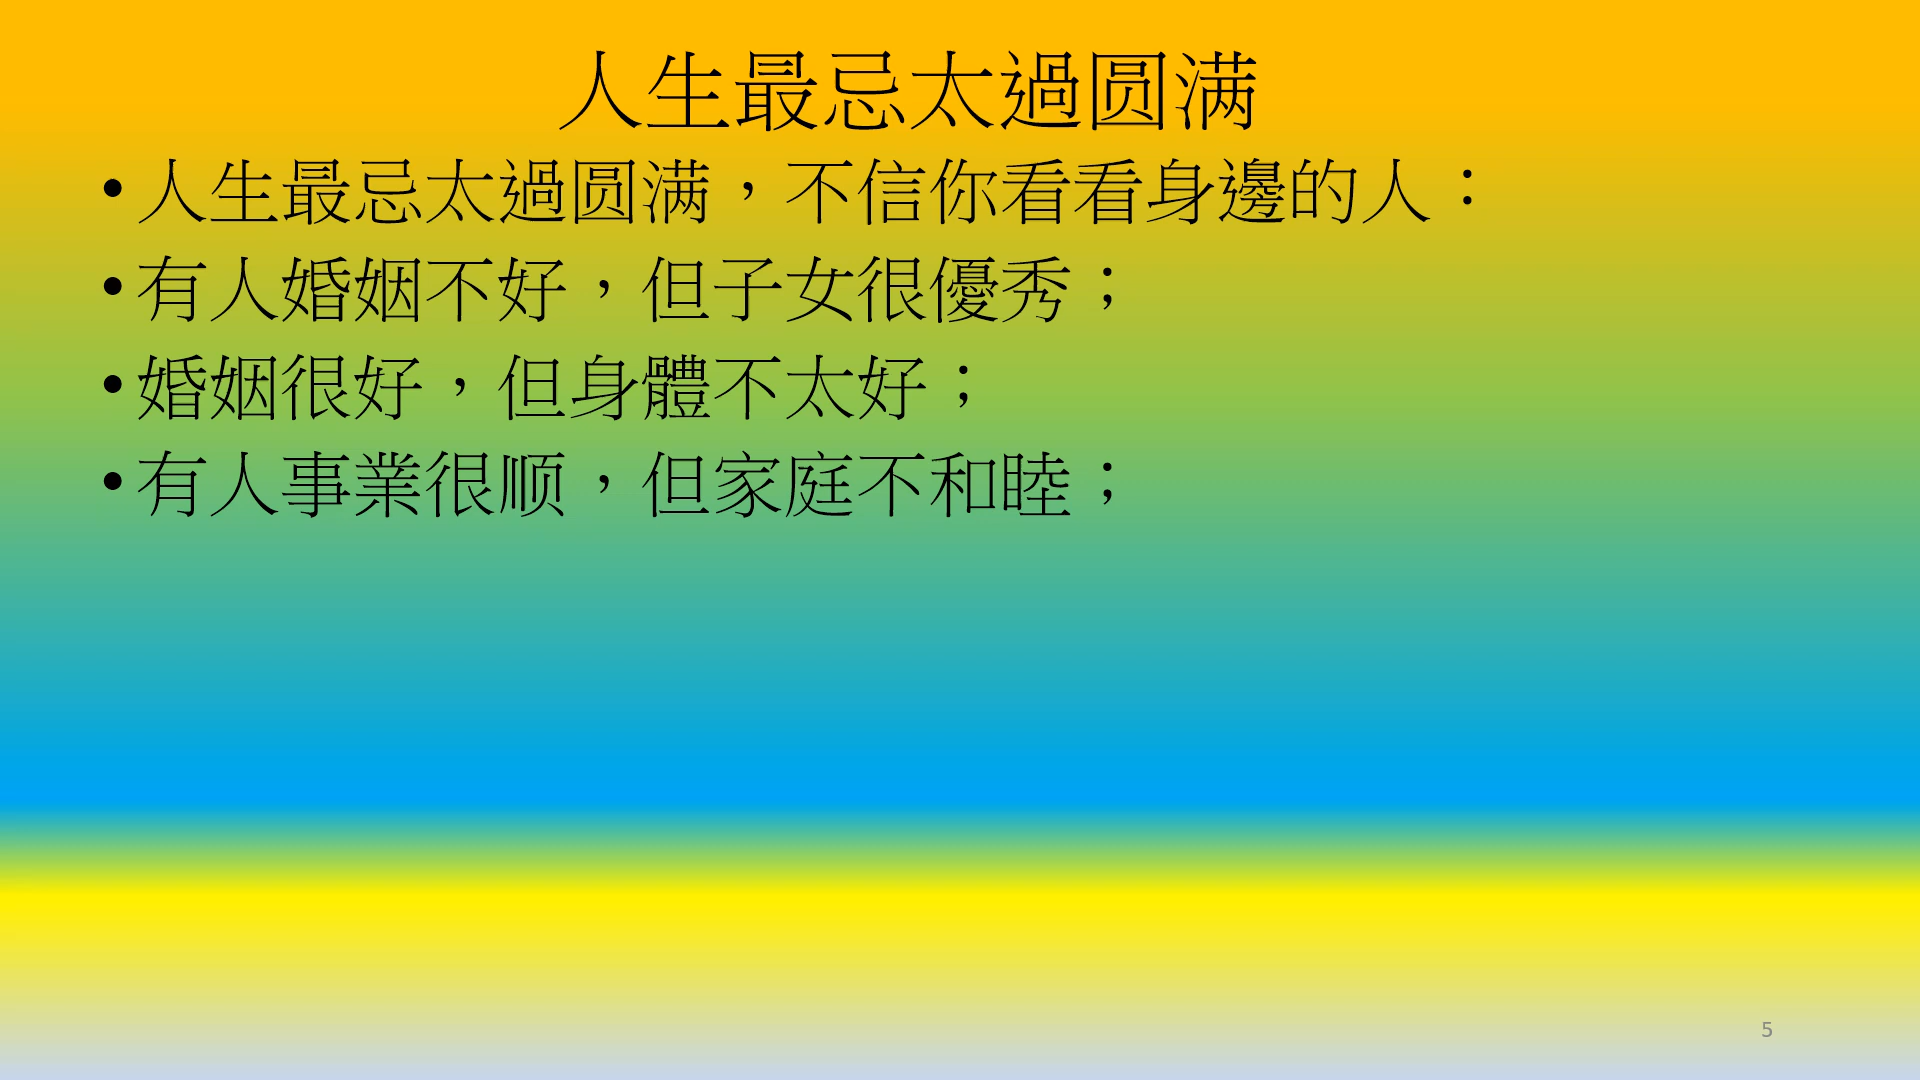 人生最忌太過圆满
•人生最忌太過圆满，不信你看看身邊的人：
•有人婚姻不好，但子女很優秀；
•婚姻很好，但身體不太好；
•有人事業很顺，但家庭不和睦；
5